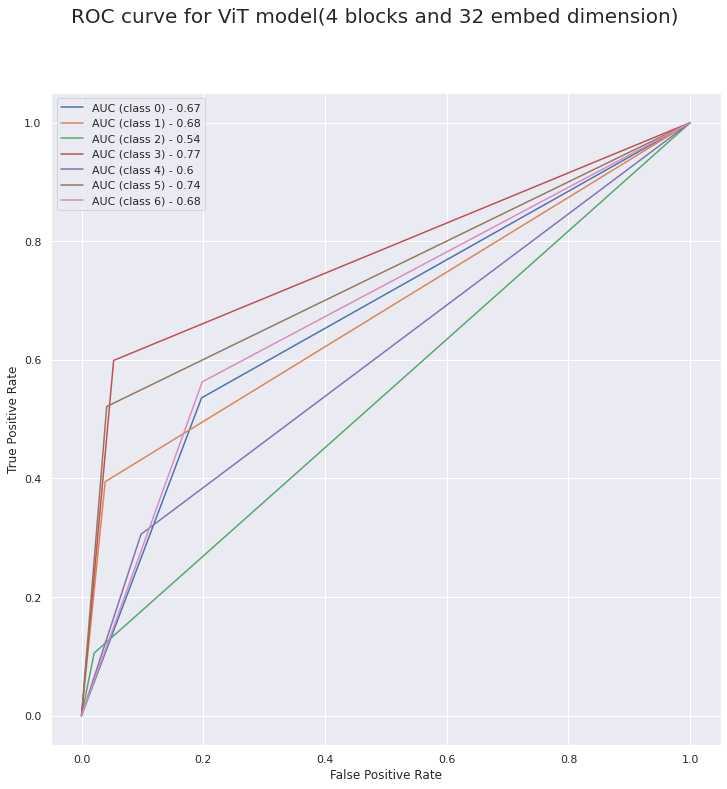 ROC curve for ViT model(4 blocks and 32 embed dimension)
AUC (class 0) - 0.67
AUC (class 1) - 0.68
AUC (class 2) - 0.54
AUC (class 3) - 0.77
AUC (class 4) - 0.6
AUC (class 5) - 0.74
AUC (class 6) - 0.68
1.0
0.8
0.6
0.4
0.2
0.0
True Positive Rate
0.0 0.2 0.4 0.6 0.8 1.0
False Positive Rate